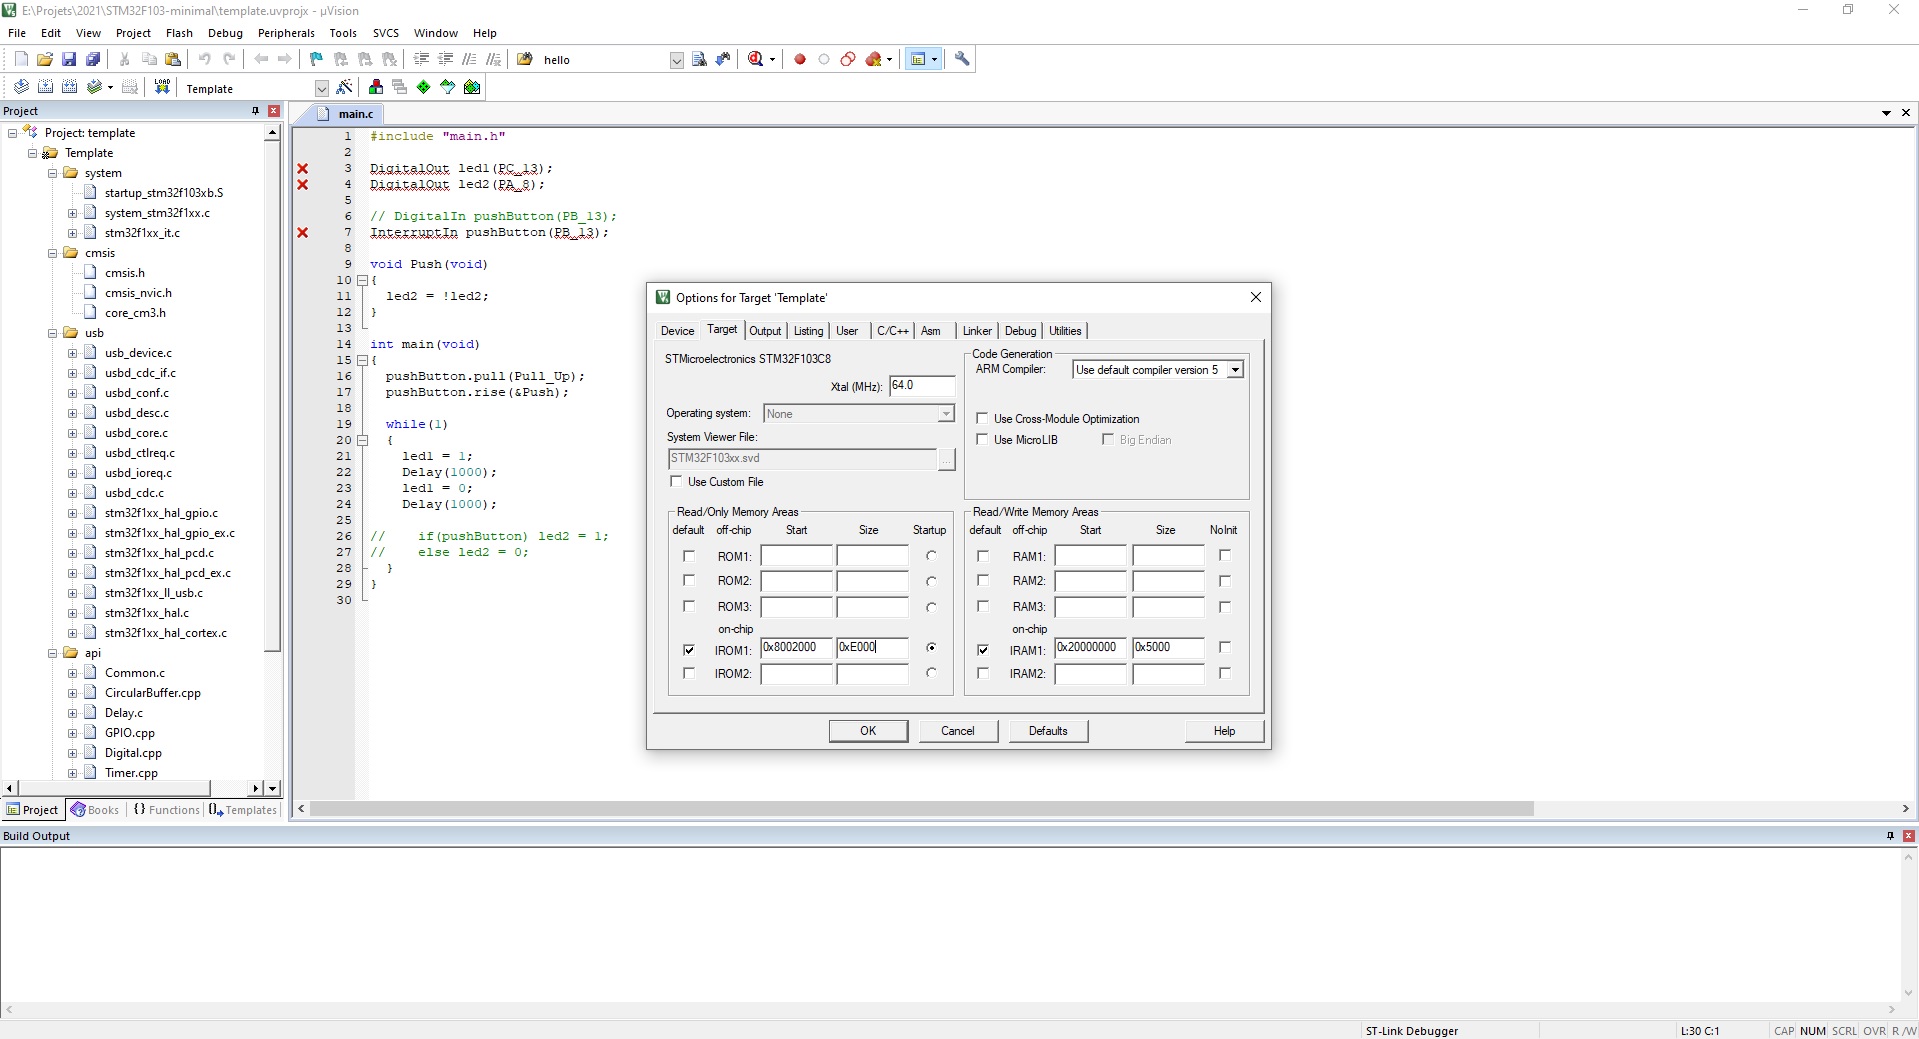 E:\Projets\2021\STM32F103-minimal\template.uvprojx - µVision
File Edit View Project Flash Debug Peripherals Tools SVCS Window Help
hello
LOAD Template
Project
main.c
Project: template
Template
system
startup_stm32f103xb.S
system_stm32f1xx.c
stm32f1xx_it.c
cmsis
cmsis.h
cmsis_nvic.h
core_cm3.h
usb
usb_device.c
usbd_cdc_if.c
usbd_conf.c
usbd_desc.c
usbd_core.c
usbd_ctlreq.c
usbd_ioreq.c
usbd_cdc.c
stm32f1xx_hal_gpio.c
stm32f1xx_hal_gpio_ex.c
stm32f1xx_hal_pcd.c
stm32f1xx_hal_pcd_ex.c
stm32f1xx_ll_usb.c
stm32f1xx_hal.c
stm32f1xx_hal_cortex.c
api
Common.c
CircularBuffer.cpp
Delay.c
GPIO.cpp
Digital.cpp
Timer.cpp
Project Books {} Functions Templates
1 #include "main.h"
2
3 DigitalOut led1(PC_13);
4 DigitalOut led2(PA_8);
5
6 // DigitalIn pushButton(PB_13);
7 InterruptIn pushButton(PB_13);
8
9 void Push(void)
10 {
11 led2 = !led2;
12 }
13
14 int main(void)
15 {
16 pushButton.pull(Pull_Up);
17 pushButton.rise(&Push);
18
19 while(1)
20 {
21 led1 = 1;
22 Delay(1000);
23 led1 = 0;
24 Delay(1000);
25
26 // if(pushButton) led2 = 1;
27 // else led2 = 0;
28 }
29 }
30
Options for Target 'Template'
Device Target Output Listing User C/C++ Asm Linker Debug Utilities
STMicroelectronics STM32F103C8
Xtal (MHz): 64.0
Operating system: None
System Viewer File:
STM32F103xx.svd ...
Use Custom File
Code Generation
ARM Compiler: Use default compiler version 5
Use Cross-Module Optimization
Use MicroLIB Big Endian
Read/Only Memory Areas
default off-chip Start Size Startup
ROM1:
ROM2:
ROM3:
on-chip
IROM1: 0x8002000 0xE000
IROM2:
Read/Write Memory Areas
default off-chip Start Size NoInit
RAM1:
RAM2:
RAM3:
on-chip
IRAM1: 0x20000000 0x5000
IRAM2:
OK Cancel Defaults Help
Build Output
ST-Link Debugger L:30 C:1 CAP NUM SCRL OVR R/W